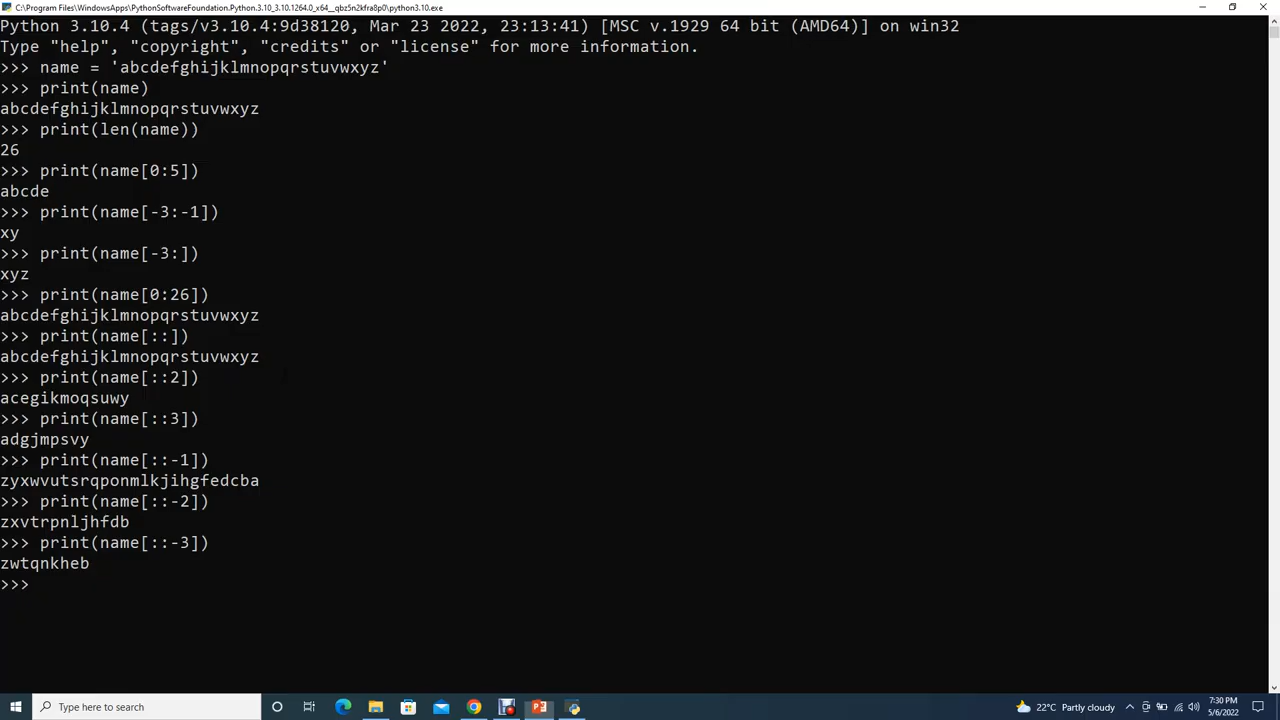 C:\Program Files\WindowsApps\PythonSoftwareFoundation.Python.3.10_3.10.1264.0_x64__qbz5n2kfra8p0\python3.10.exe
Python 3.10.4 (tags/v3.10.4:9d38120, Mar 23 2022, 23:13:41) [MSC v.1929 64 bit (AMD64)] on win32
Type "help", "copyright", "credits" or "license" for more information.
>>> name = 'abcdefghijklmnopqrstuvwxyz'
>>> print(name)
abcdefghijklmnopqrstuvwxyz
>>> print(len(name))
26
>>> print(name[0:5])
abcde
>>> print(name[-3:-1])
xy
>>> print(name[-3:])
xyz
>>> print(name[0:26])
abcdefghijklmnopqrstuvwxyz
>>> print(name[::])
abcdefghijklmnopqrstuvwxyz
>>> print(name[::2])
acegikmoqsuwy
>>> print(name[::3])
adgjmpsvy
>>> print(name[::-1])
zyxwvutsrqponmlkjihgfedcba
>>> print(name[::-2])
zxvtrpnljhfdb
>>> print(name[::-3])
zwtqnkheb
>>>
Type here to search
22°C Partly cloudy
7:30 PM
5/6/2022